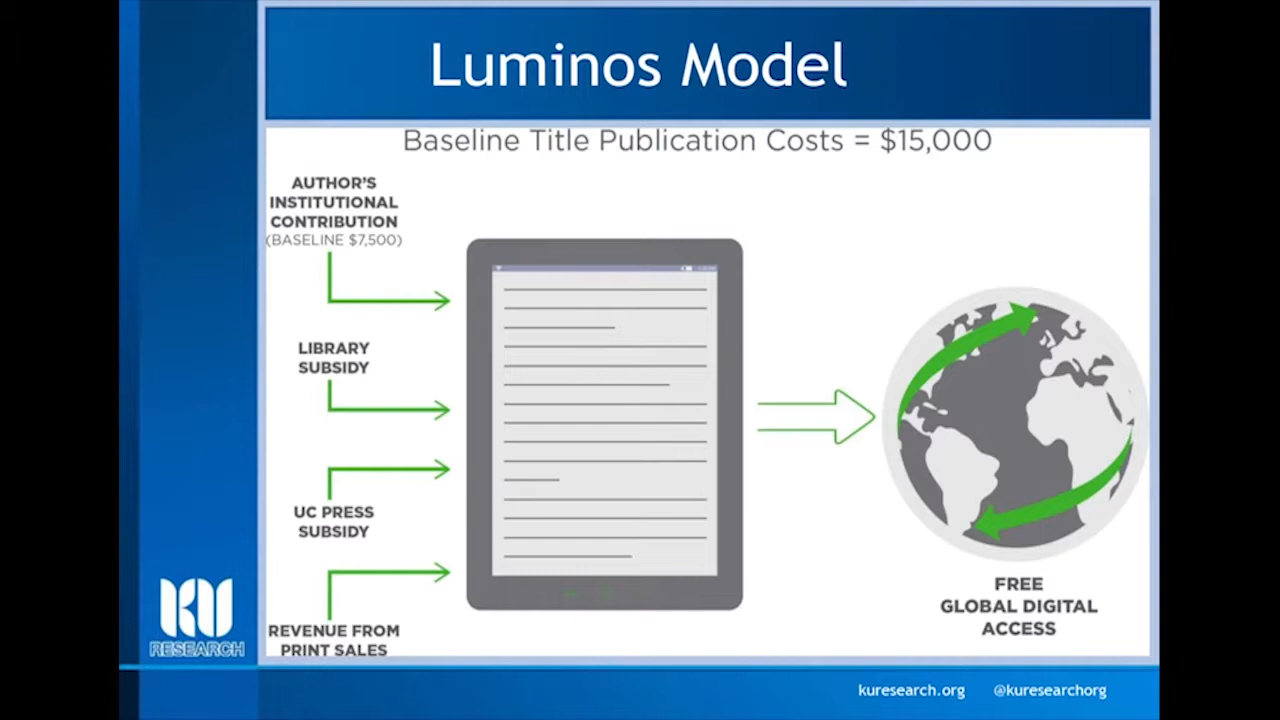 Luminos Model
Baseline Title Publication Costs = $15,000
AUTHOR'S
INSTITUTIONAL
CONTRIBUTION
(BASELINE $7,500)
LIBRARY
SUBSIDY
UC PRESS
SUBSIDY
REVENUE FROM
PRINT SALES
FREE
GLOBAL DIGITAL
ACCESS
KU
RESEARCH
kuresearch.org @kuresearchorg